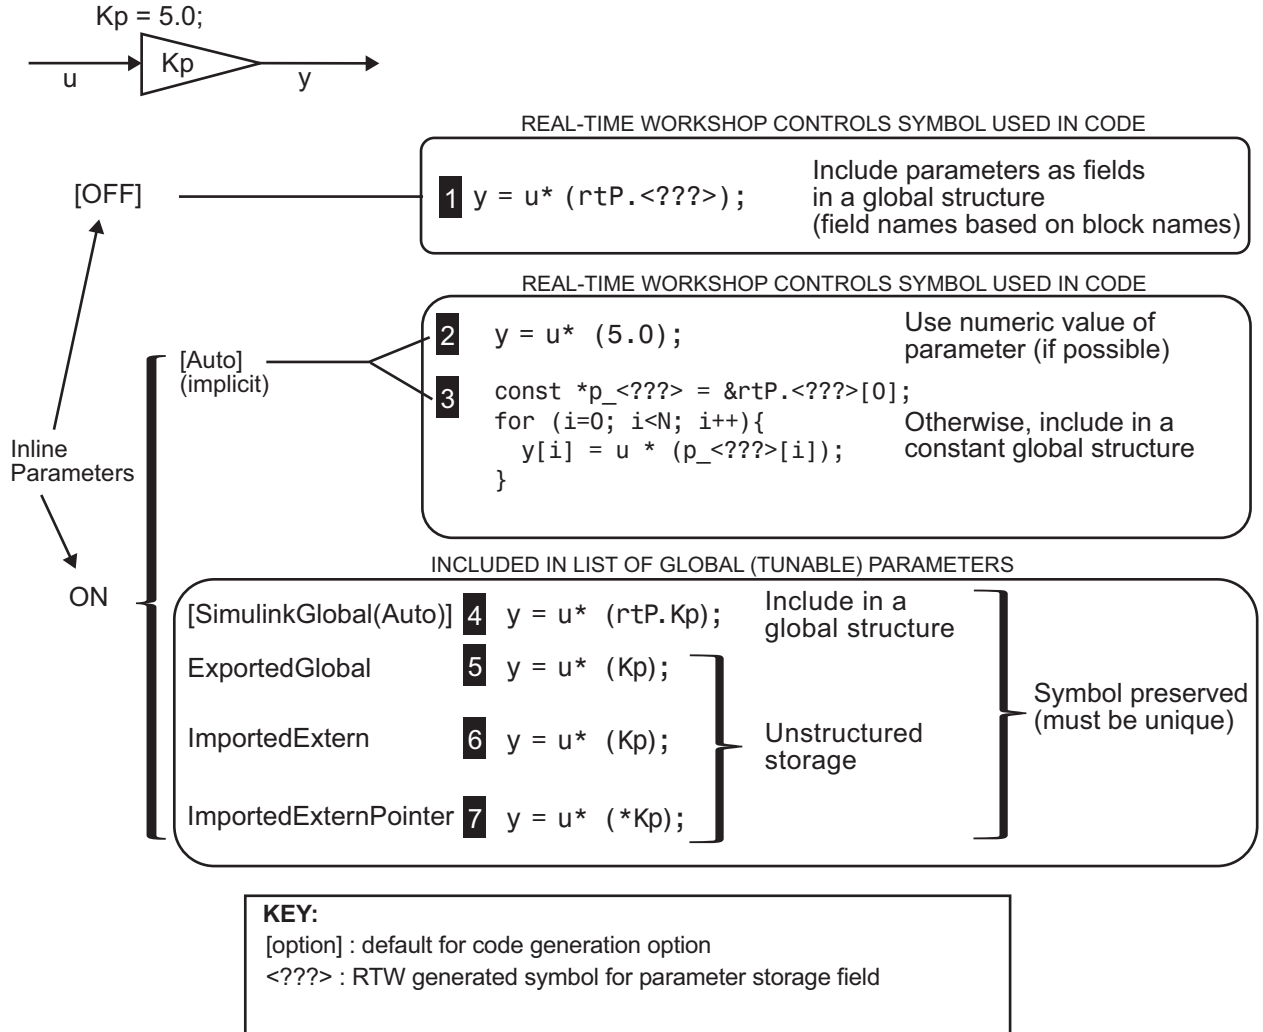 Kp = 5.0;
Kp
u
y
REAL-TIME WORKSHOP CONTROLS SYMBOL USED IN CODE
[OFF]
1 y = u* (rtP.<???>);
Include parameters as fields
in a global structure
(field names based on block names)
REAL-TIME WORKSHOP CONTROLS SYMBOL USED IN CODE
[Auto]
(implicit)
2 y = u* (5.0);
Use numeric value of
parameter (if possible)
3 const *p_<???> = &rtP.<???>[0];
for (i=0; i<N; i++){
y[i] = u * (p_<???>[i]);
}
Otherwise, include in a
constant global structure
Inline
Parameters
ON
INCLUDED IN LIST OF GLOBAL (TUNABLE) PARAMETERS
[SimulinkGlobal(Auto)] 4 y = u* (rtP.Kp);
Include in a
global structure
ExportedGlobal 5 y = u* (Kp);
ImportedExtern 6 y = u* (Kp);
ImportedExternPointer 7 y = u* (*Kp);
Unstructured
storage
Symbol preserved
(must be unique)
KEY:
[option] : default for code generation option
<???> : RTW generated symbol for parameter storage field